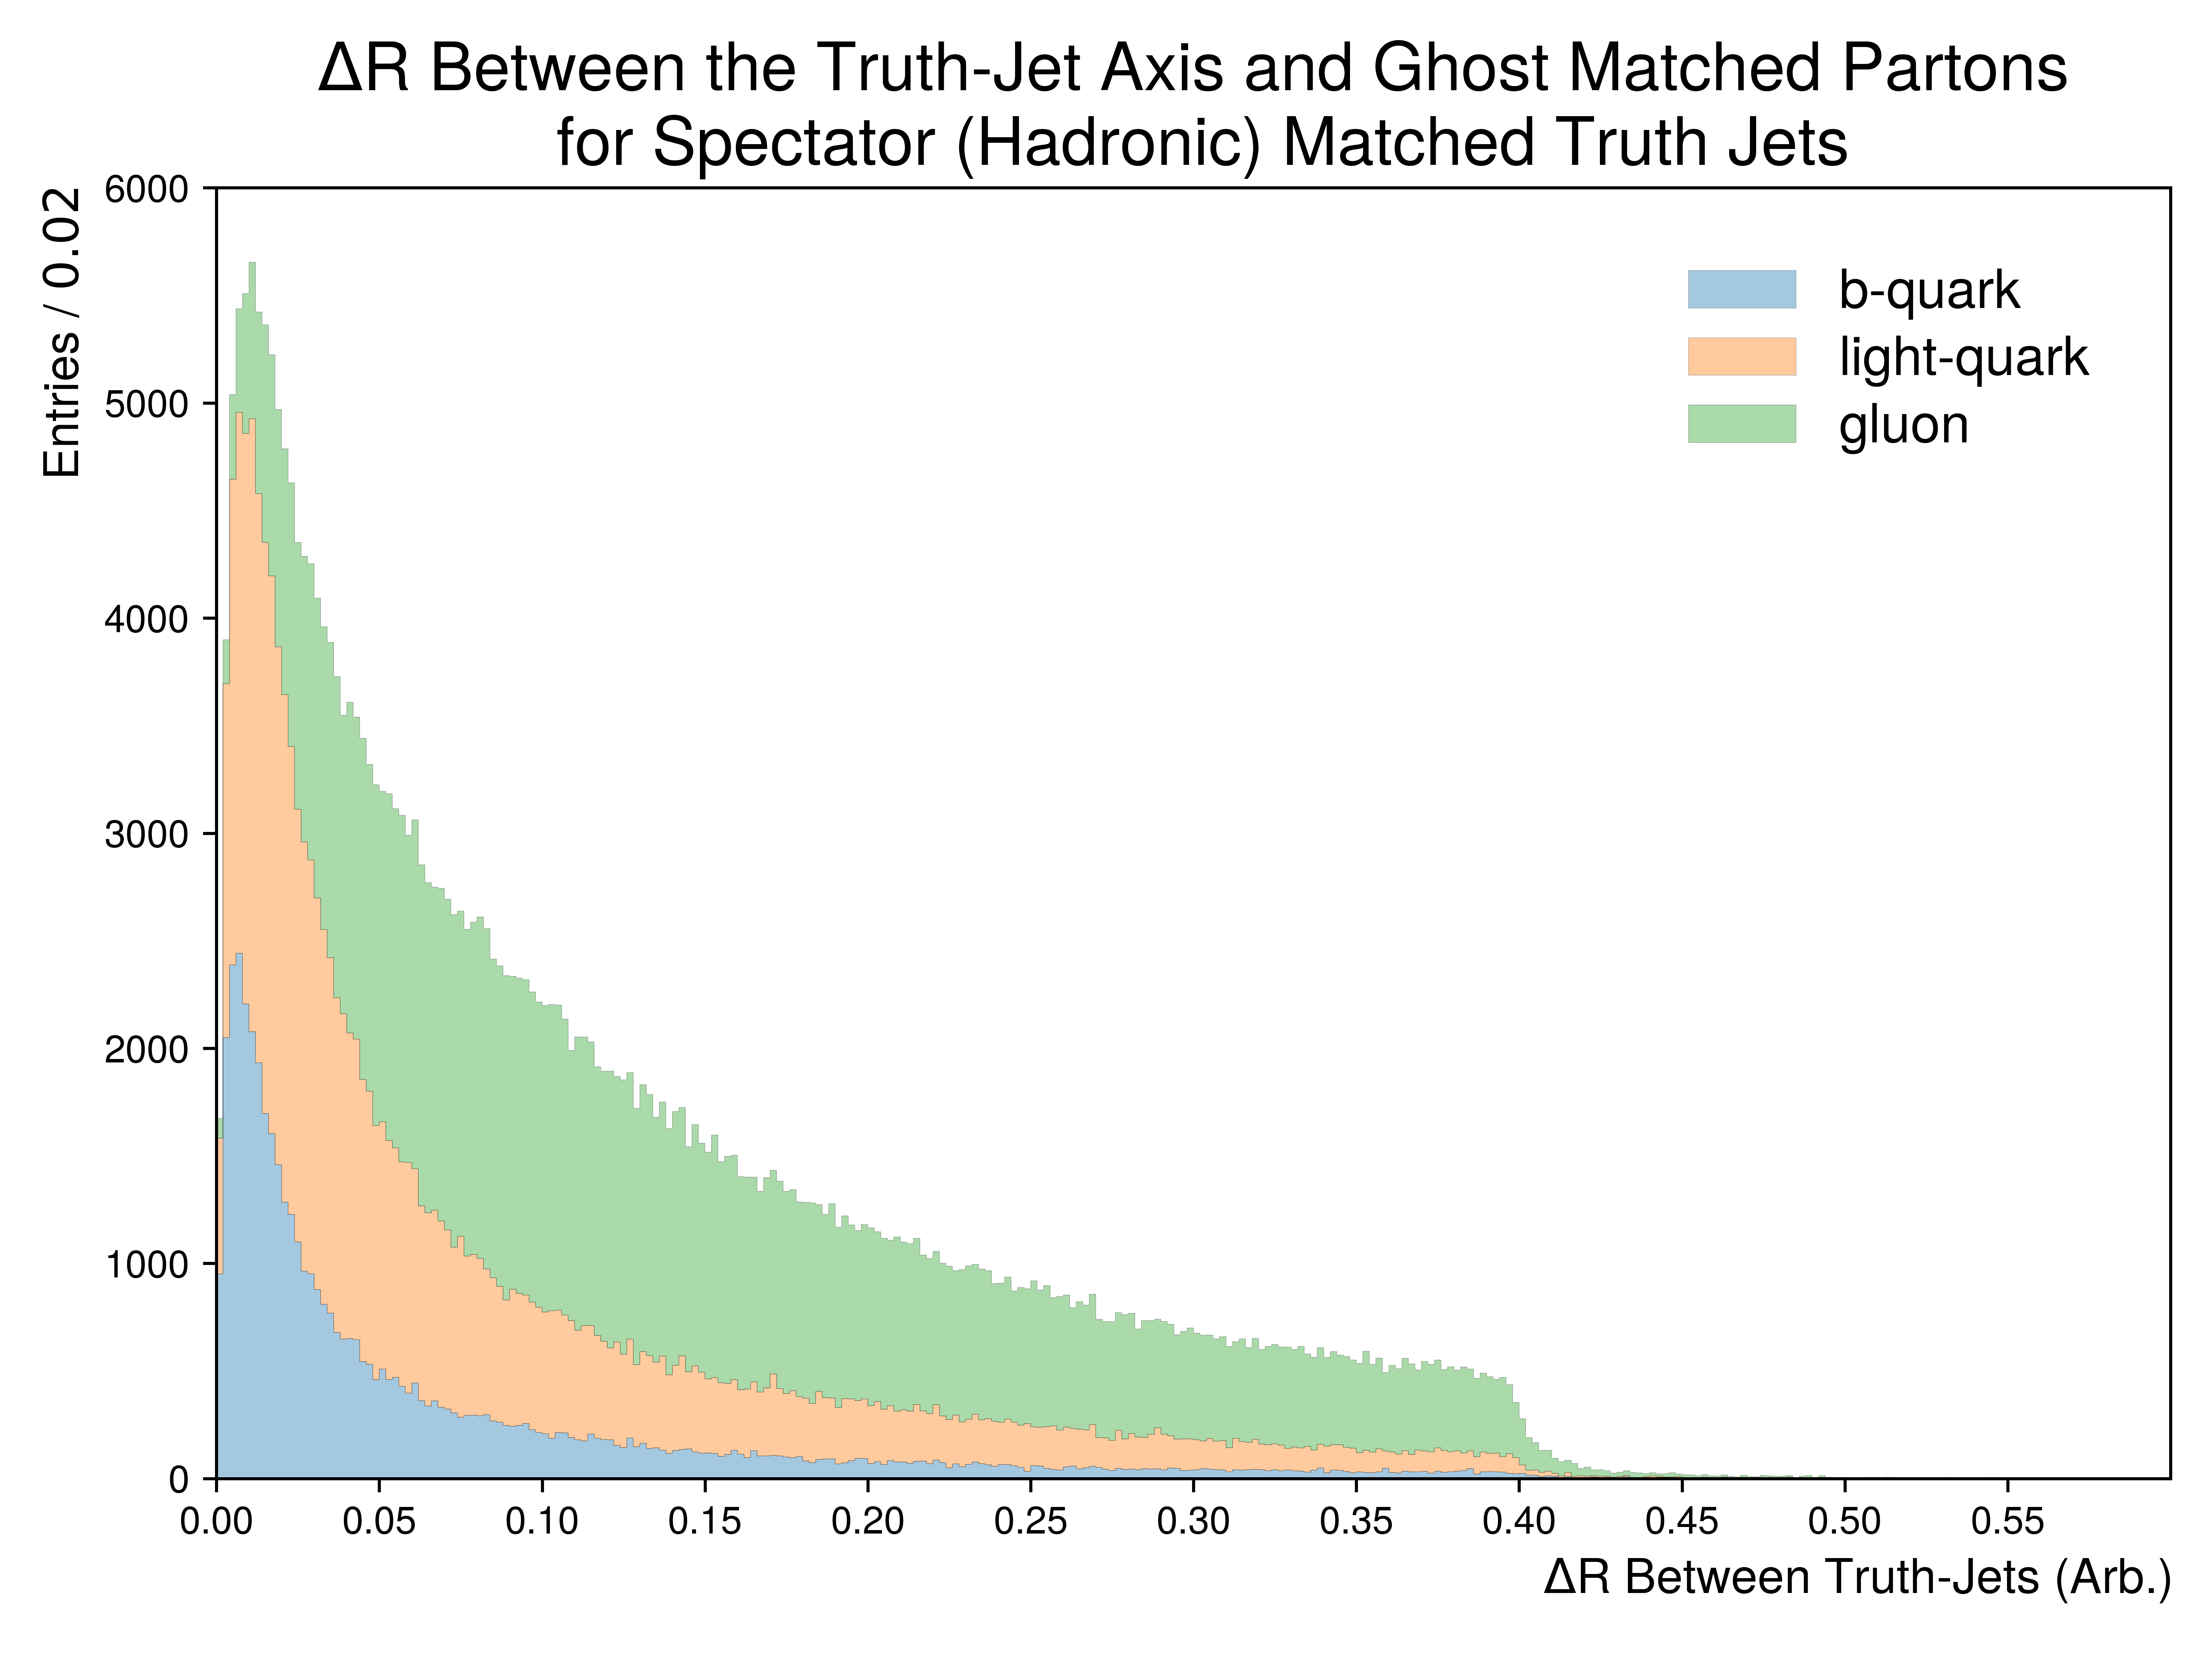 ΔR Between the Truth-Jet Axis and Ghost Matched Partons
for Spectator (Hadronic) Matched Truth Jets
Entries / 0.02
6000
5000
4000
3000
2000
1000
0
b-quark
light-quark
gluon
0.00 0.05 0.10 0.15 0.20 0.25 0.30 0.35 0.40 0.45 0.50 0.55
ΔR Between Truth-Jets (Arb.)